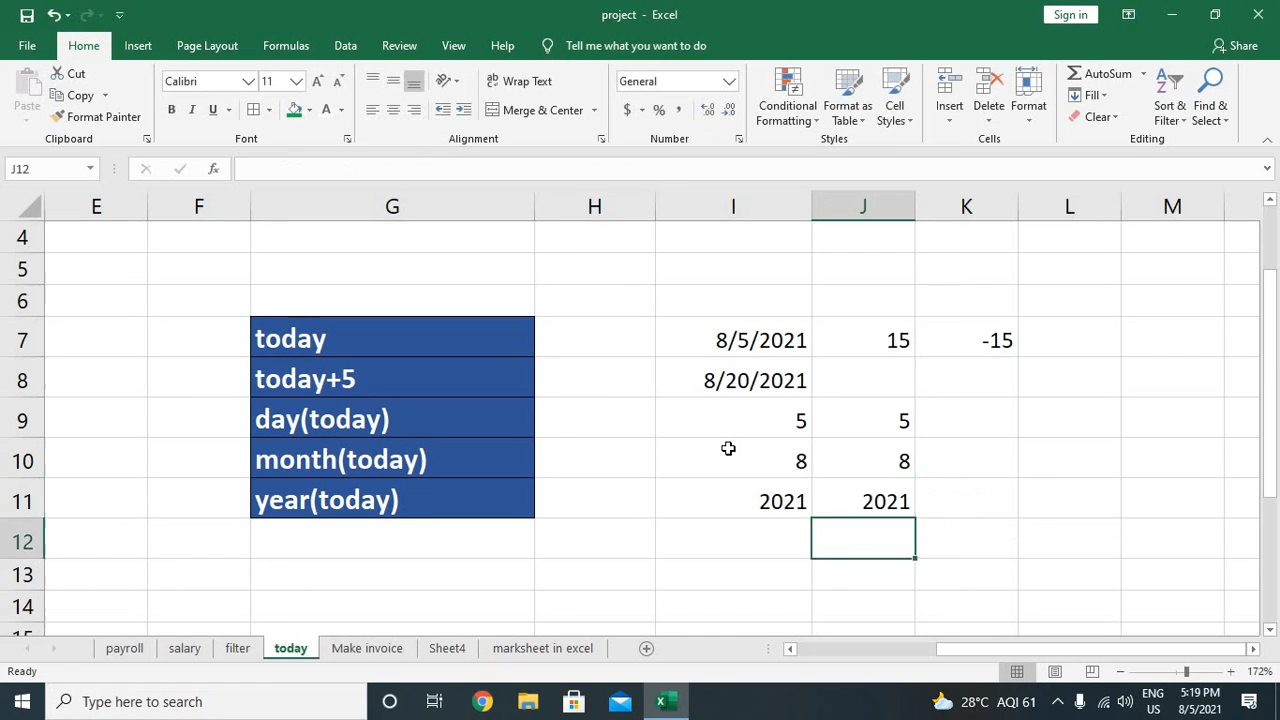 project - Excel
Sign in
File Home Insert Page Layout Formulas Data Review View Help Tell me what you want to do Share
Paste
Cut
Copy
Format Painter
Clipboard
Calibri 11
B I U
Font
Wrap Text
Merge & Center
Alignment
General
$ % ,
Number
Conditional Formatting
Format as Table
Cell Styles
Styles
Insert
Delete
Format
Cells
AutoSum
Fill
Clear
Sort & Filter
Find & Select
Editing
J12
fx
E F G H I J K L M
4
5
6
7 today 8/5/2021 15 -15
8 today+5 8/20/2021
9 day(today) 5 5
10 month(today) 8 8
11 year(today) 2021 2021
12
13
14
15
payroll salary filter today Make invoice Sheet4 marksheet in excel
Ready
172%
Type here to search
28°C AQI 61
ENG
US
5:19 PM
8/5/2021